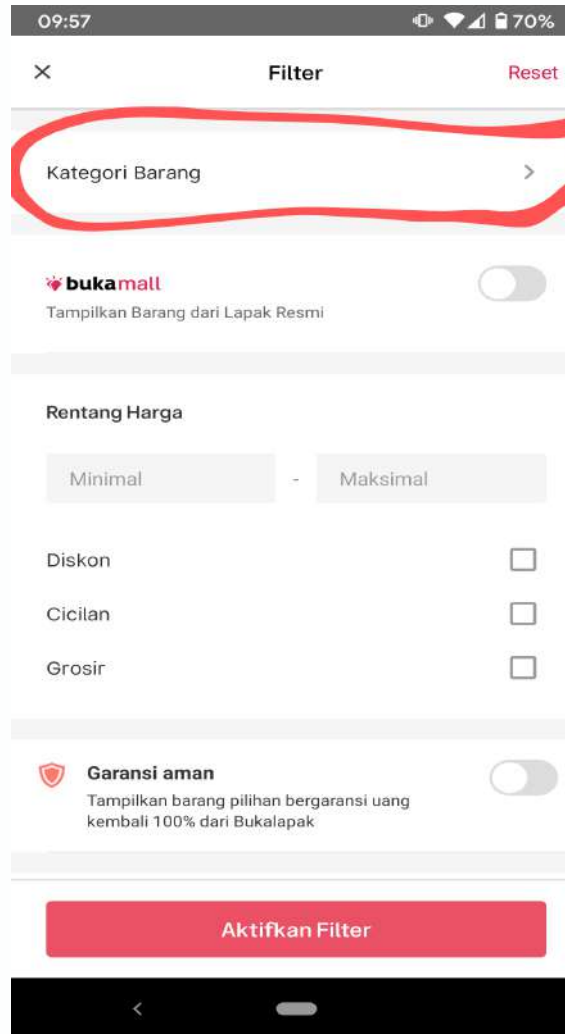 09:57
70%
Filter
Reset
Kategori Barang
bukamall
Tampilkan Barang dari Lapak Resmi
Rentang Harga
Minimal - Maksimal
Diskon
Cicilan
Grosir
Garansi aman
Tampilkan barang pilihan bergaransi uang
kembali 100% dari Bukalapak
Aktifkan Filter